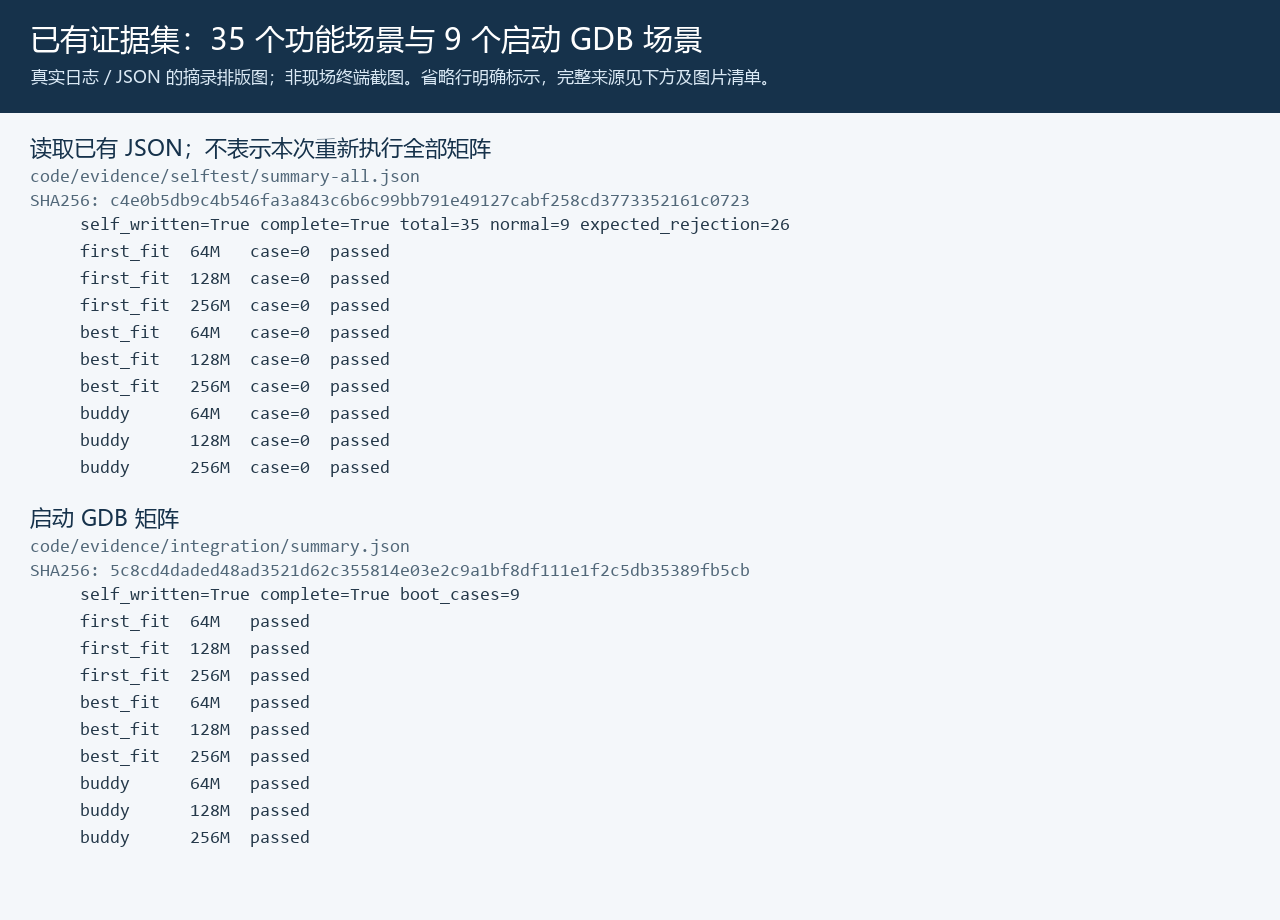 已有证据集：35 个功能场景与 9 个启动 GDB 场景
真实日志 / JSON 的摘录排版图；非现场终端截图。省略行明确标示，完整来源见下方及图片清单。
读取已有 JSON；不表示本次重新执行全部矩阵
code/evidence/selftest/summary-all.json
SHA256: c4e0b5db9c4b546fa3a843c6b6c99bb791e49127cabf258cd3773352161c0723
self_written=True complete=True total=35 normal=9 expected_rejection=26
first_fit  64M   case=0  passed
first_fit  128M  case=0  passed
first_fit  256M  case=0  passed
best_fit   64M   case=0  passed
best_fit   128M  case=0  passed
best_fit   256M  case=0  passed
buddy      64M   case=0  passed
buddy      128M  case=0  passed
buddy      256M  case=0  passed
启动 GDB 矩阵
code/evidence/integration/summary.json
SHA256: 5c8cd4daded48ad3521d62c355814e03e2c9a1bf8df111e1f2c5db35389fb5cb
self_written=True complete=True boot_cases=9
first_fit  64M   passed
first_fit  128M  passed
first_fit  256M  passed
best_fit   64M   passed
best_fit   128M  passed
best_fit   256M  passed
buddy      64M   passed
buddy      128M  passed
buddy      256M  passed